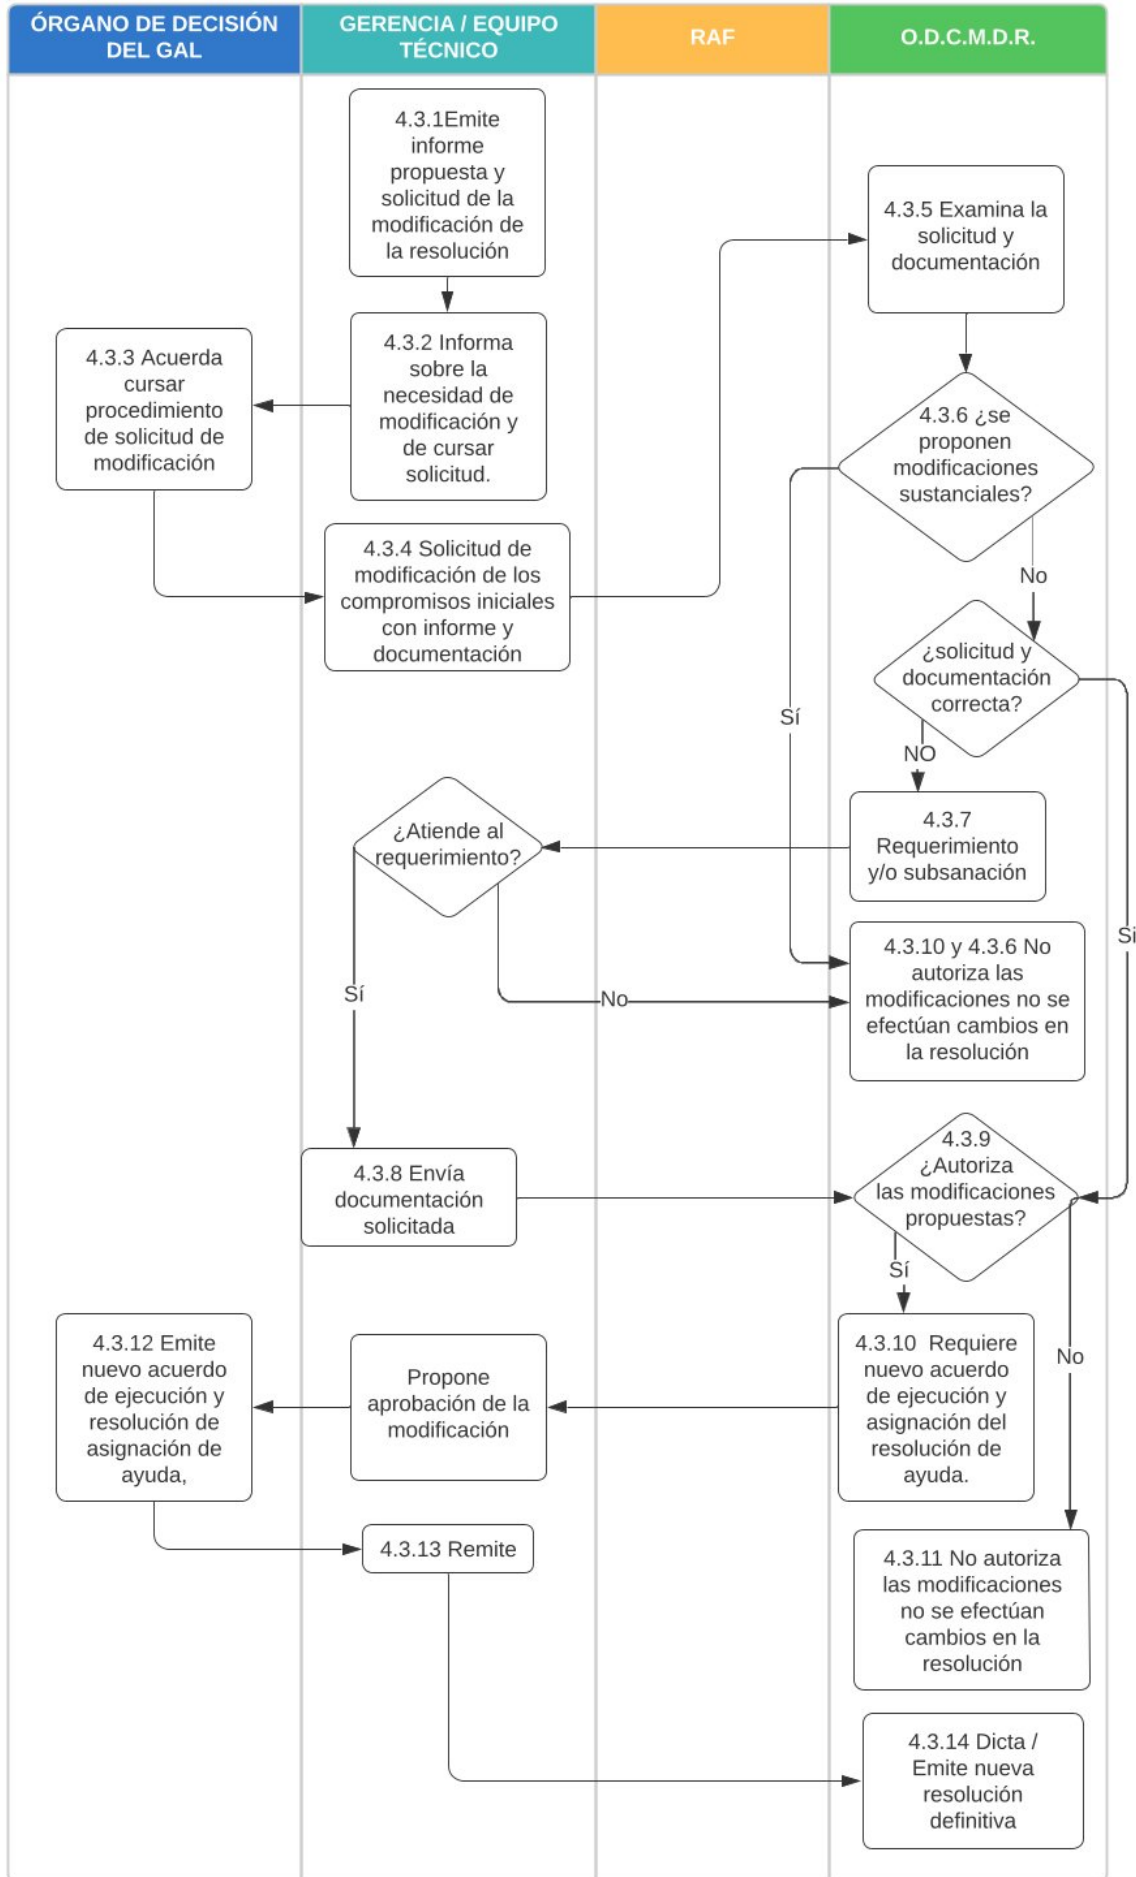 ÓRGANO DE DECISIÓN
DEL GAL
GERENCIA / EQUIPO
TÉCNICO
RAF
O.D.C.M.D.R.
4.3.1Emite
informe
propuesta y
solicitud de la
modificación de
la resolución
4.3.2 Informa
sobre la
necesidad de
modificación y
de cursar
solicitud.
4.3.3 Acuerda
cursar
procedimiento
de solicitud de
modificación
4.3.4 Solicitud de
modificación de los
compromisos iniciales
con informe y
documentación
4.3.5 Examina la
solicitud y
documentación
4.3.6 ¿se
proponen
modificaciones
sustanciales?
No
Sí
¿solicitud y
documentación
correcta?
NO
Si
4.3.7
Requerimiento
y/o subsanación
¿Atiende al
requerimiento?
Sí
No
4.3.10 y 4.3.6 No
autoriza las
modificaciones no se
efectúan cambios en
la resolución
4.3.8 Envía
documentación
solicitada
4.3.9
¿Autoriza
las modificaciones
propuestas?
Sí
No
4.3.10  Requiere
nuevo acuerdo
de ejecución y
asignación del
resolución de
ayuda.
Propone
aprobación de la
modificación
4.3.12 Emite
nuevo acuerdo
de ejecución y
resolución de
asignación de
ayuda,
4.3.13 Remite
4.3.11 No autoriza
las modificaciones
no se efectúan
cambios en la
resolución
4.3.14 Dicta /
Emite nueva
resolución
definitiva